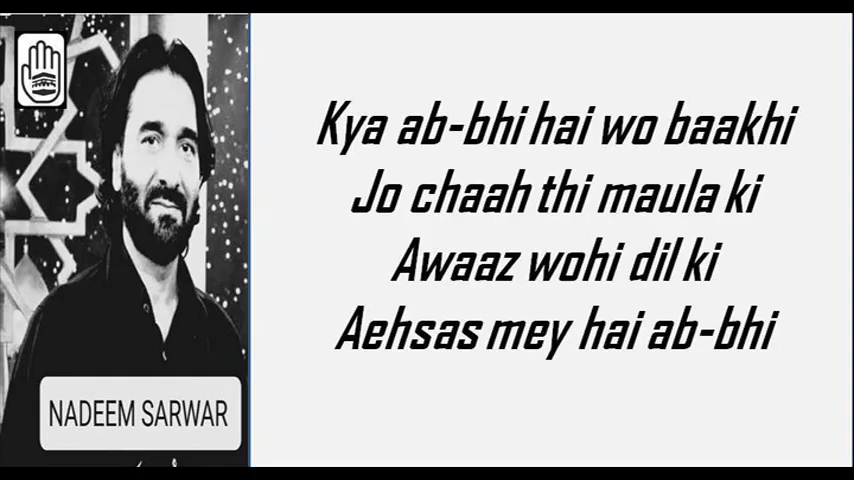 Kya ab-bhi hai wo baakhi
Jo chaah thi maula ki
Awaaz wohi dil ki
Aehsas mey hai ab-bhi
NADEEM SARWAR